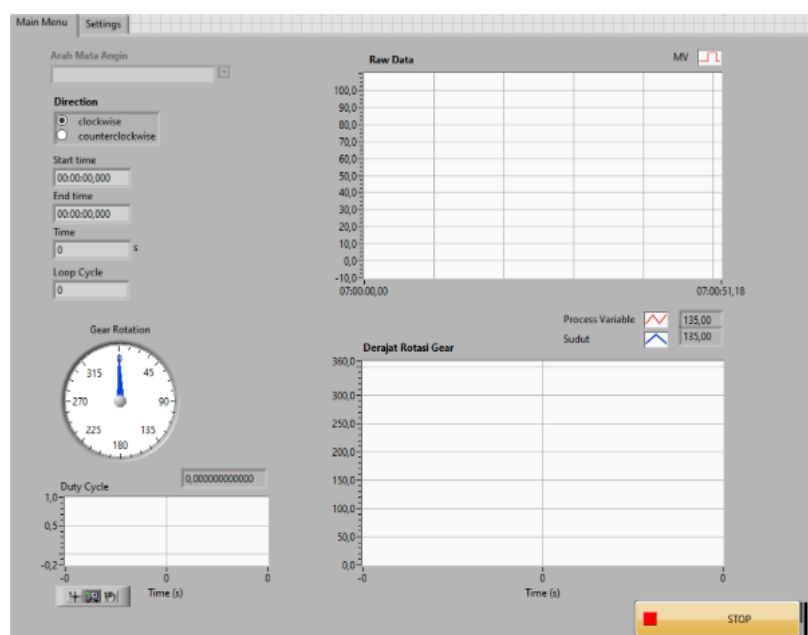 Main Menu
Settings
Arah Mata Angin
Direction
clockwise
counterclockwise
Start time
00:00:00,000
End time
00:00:00,000
Time
0 s
Loop Cycle
0
Gear Rotation
0
45
90
135
180
225
270
315
0,000000000000
Duty Cycle
1,0
0,5
-0,2
-0 0 0
Time (s)
Raw Data
MV
100,0
90,0
80,0
70,0
60,0
50,0
40,0
30,0
20,0
10,0
0,0
-10,0
07:00:00,00 07:00:51,18
Process Variable 135,00
Sudut 135,00
Derajat Rotasi Gear
360,0
300,0
250,0
200,0
150,0
100,0
50,0
0,0
-0 0 0
Time (s)
STOP